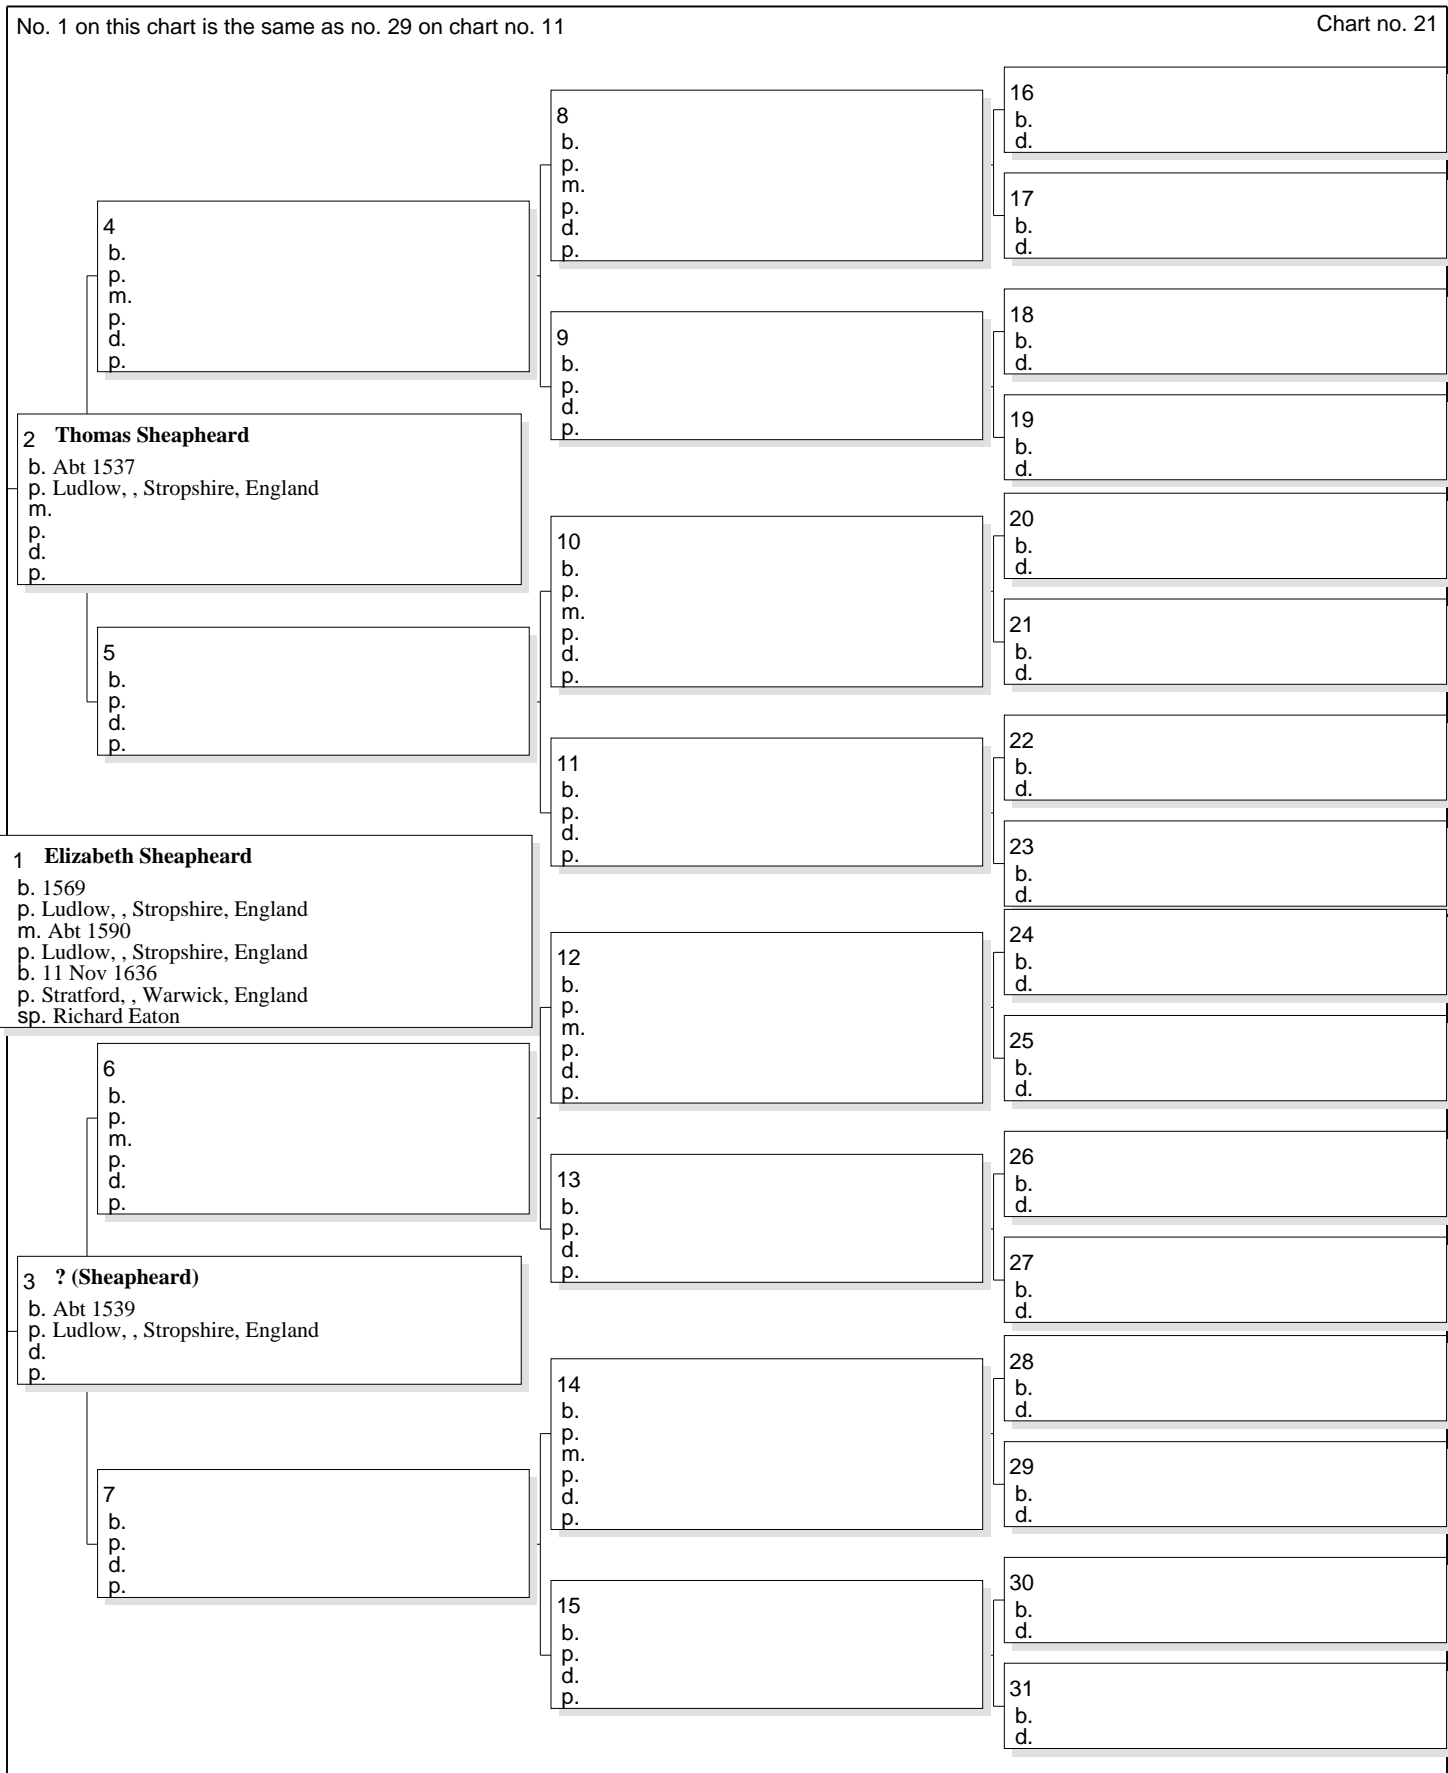 No. 1 on this chart is the same as no. 29 on chart no. 11
Chart no. 21
16
b.
d.
8
b.
p.
m.
p.
d.
p.
17
b.
d.
4
b.
p.
m.
p.
d.
p.
18
b.
d.
9
b.
p.
d.
p.
19
b.
d.
2 Thomas Sheapheard
b. Abt 1537
p. Ludlow, , Stropshire, England
m.
p.
d.
p.
20
b.
d.
10
b.
p.
m.
p.
d.
p.
21
b.
d.
5
b.
p.
d.
p.
22
b.
d.
11
b.
p.
d.
p.
23
b.
d.
1 Elizabeth Sheapheard
b. 1569
p. Ludlow, , Stropshire, England
m. Abt 1590
p. Ludlow, , Stropshire, England
b. 11 Nov 1636
p. Stratford, , Warwick, England
sp. Richard Eaton
24
b.
d.
12
b.
p.
m.
p.
d.
p.
25
b.
d.
6
b.
p.
m.
p.
d.
p.
26
b.
d.
13
b.
p.
d.
p.
27
b.
d.
3 ? (Sheapheard)
b. Abt 1539
p. Ludlow, , Stropshire, England
d.
p.
28
b.
d.
14
b.
p.
m.
p.
d.
p.
29
b.
d.
7
b.
p.
d.
p.
30
b.
d.
15
b.
p.
d.
p.
31
b.
d.